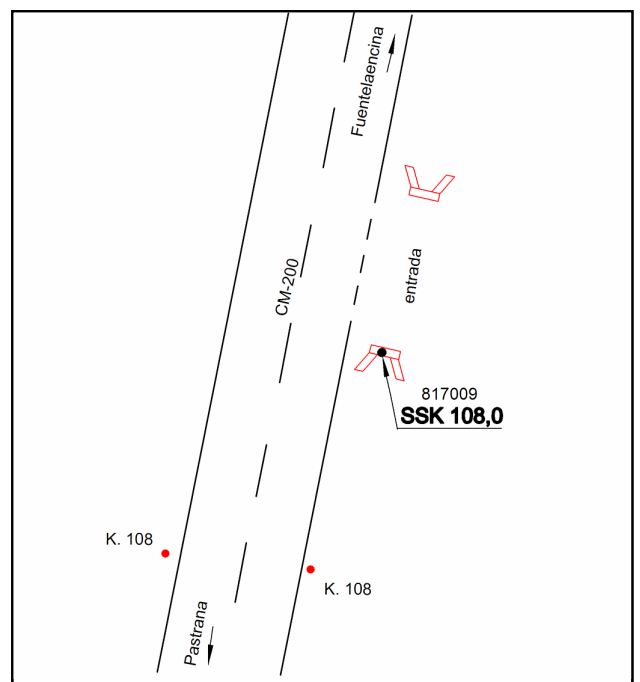 Fuentelaencina
CM-200
entrada
817009
SSK 108,0
K. 108
K. 108
Pastrana